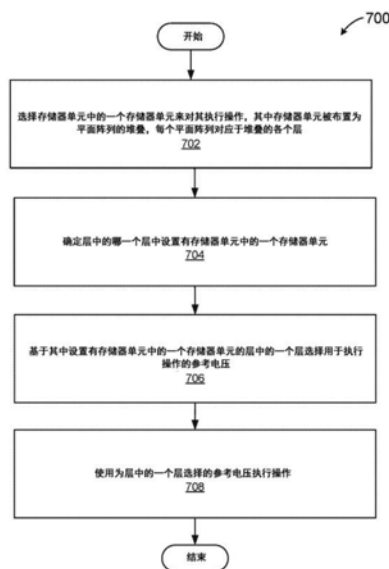 700
开始
选择存储器单元中的一个存储器单元来对其执行操作，其中存储器单元被布置为
平面阵列的堆叠，每个平面阵列对应于堆叠的各个层
702
确定层中的哪一个层中设置有存储器单元中的一个存储器单元
704
基于其中设置有存储器单元中的一个存储器单元的层中的一个层选择用于执行
操作的参考电压
706
使用为层中的一个层选择的参考电压执行操作
708
结束